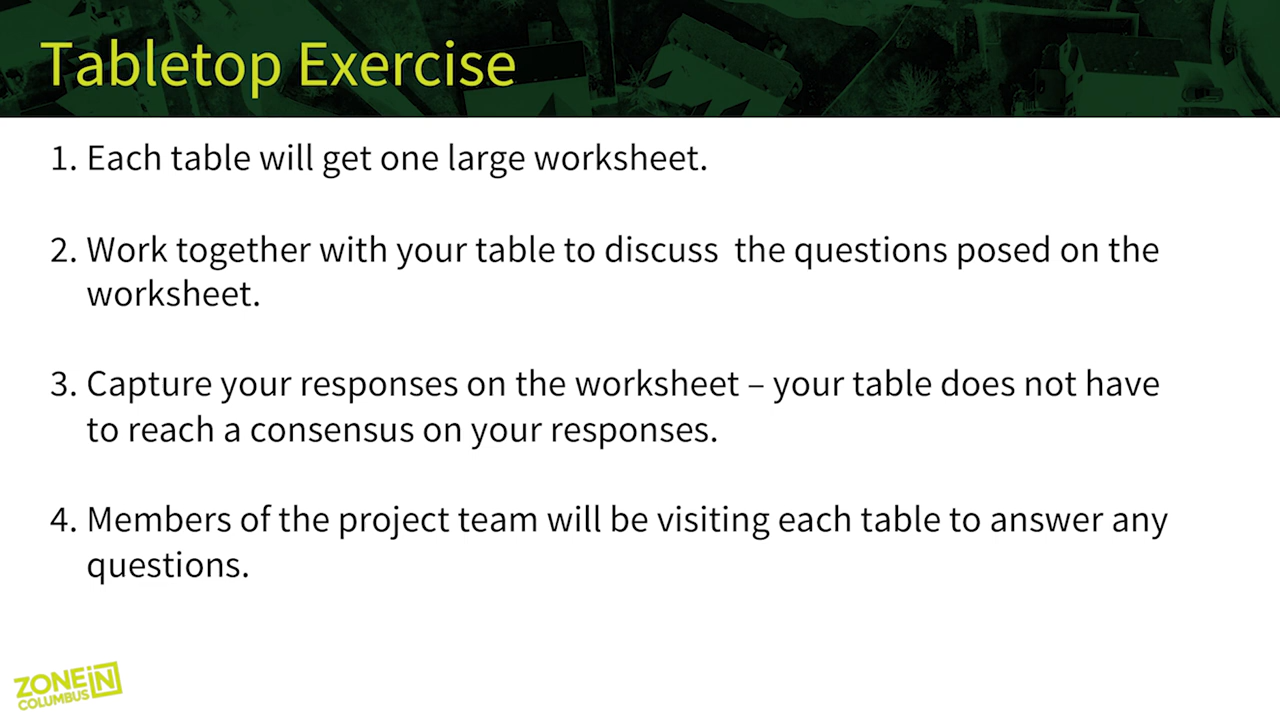 Tabletop Exercise
1. Each table will get one large worksheet.
2. Work together with your table to discuss  the questions posed on the
worksheet.
3. Capture your responses on the worksheet – your table does not have
to reach a consensus on your responses.
4. Members of the project team will be visiting each table to answer any
questions.
ZONEiN
COLUMBUS